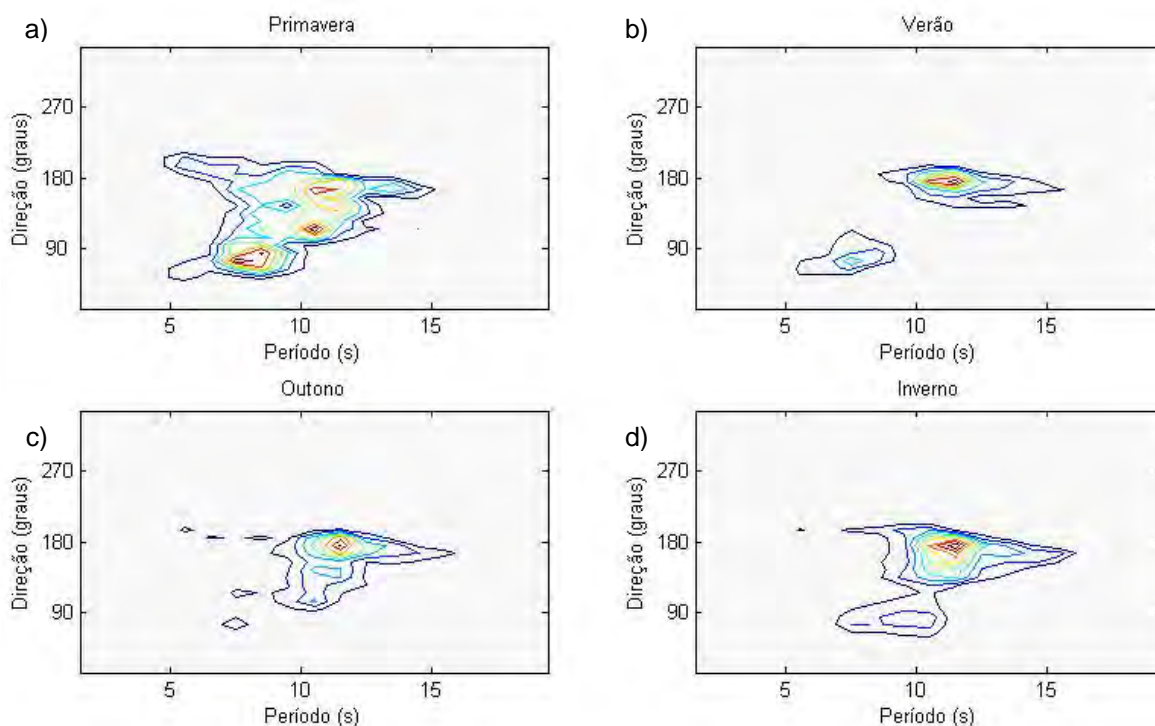 a)
Primavera
Direção (graus)
270
180
90
5
10
15
Período (s)
b)
Verão
Direção (graus)
270
180
90
5
10
15
Período (s)
c)
Outono
Direção (graus)
270
180
90
5
10
15
Período (s)
d)
Inverno
Direção (graus)
270
180
90
5
10
15
Período (s)